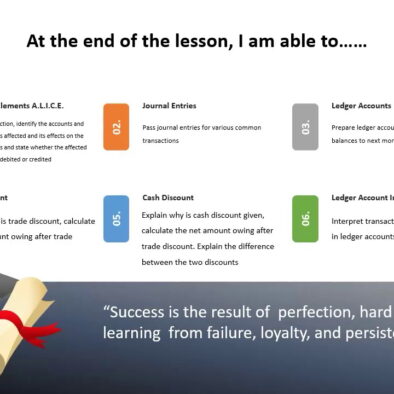 At the end of the lesson, I am able to……
lements A.L.I.C.E.
ction, identify the accounts and
s affected and its effects on the
s and state whether the affected
debited or credited
02.
Journal Entries
Pass journal entries for various common
transactions
03.
Ledger Accounts
Prepare ledger accou
balances to next mor
nt
is trade discount, calculate
unt owing after trade
05.
Cash Discount
Explain why is cash discount given,
calculate the net amount owing after
trade discount. Explain the difference
between the two discounts
06.
Ledger Account In
Interpret transact
in ledger accounts
“Success is the result of perfection, hard
learning from failure, loyalty, and persiste